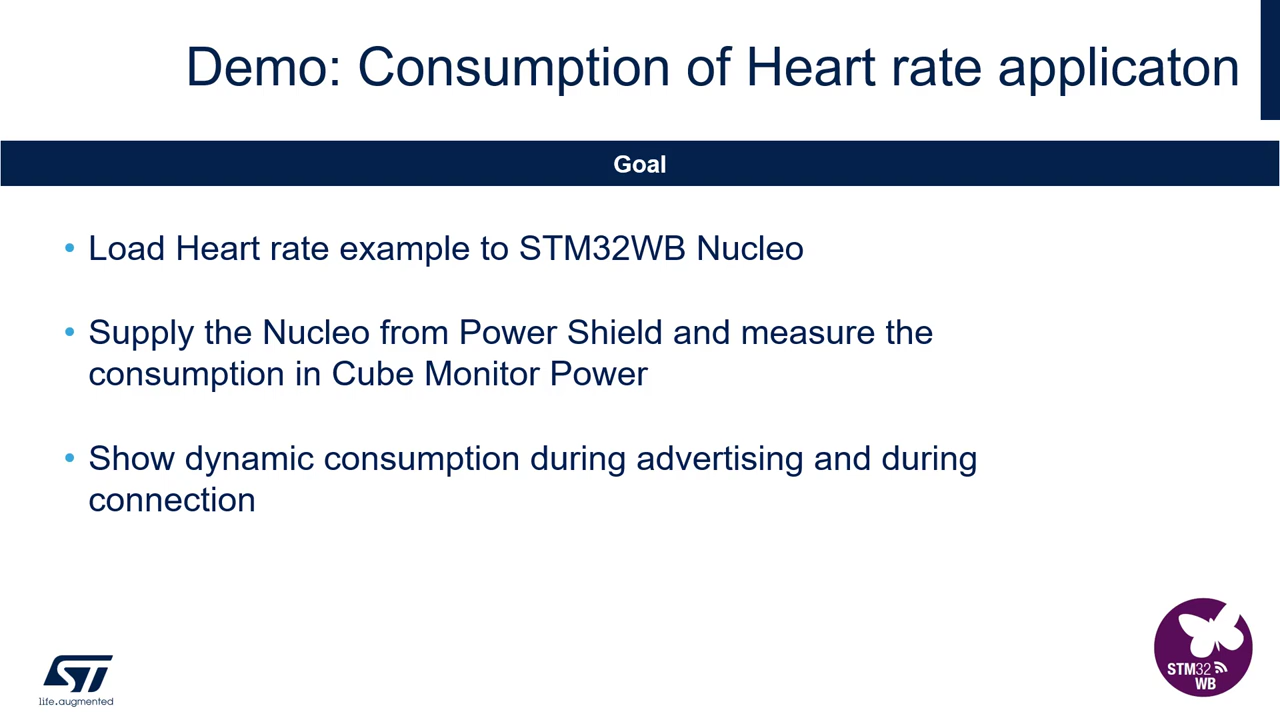 Demo: Consumption of Heart rate applicaton
Goal
• Load Heart rate example to STM32WB Nucleo
• Supply the Nucleo from Power Shield and measure the
consumption in Cube Monitor Power
• Show dynamic consumption during advertising and during
connection
ST
life.augmented
STM32
WB